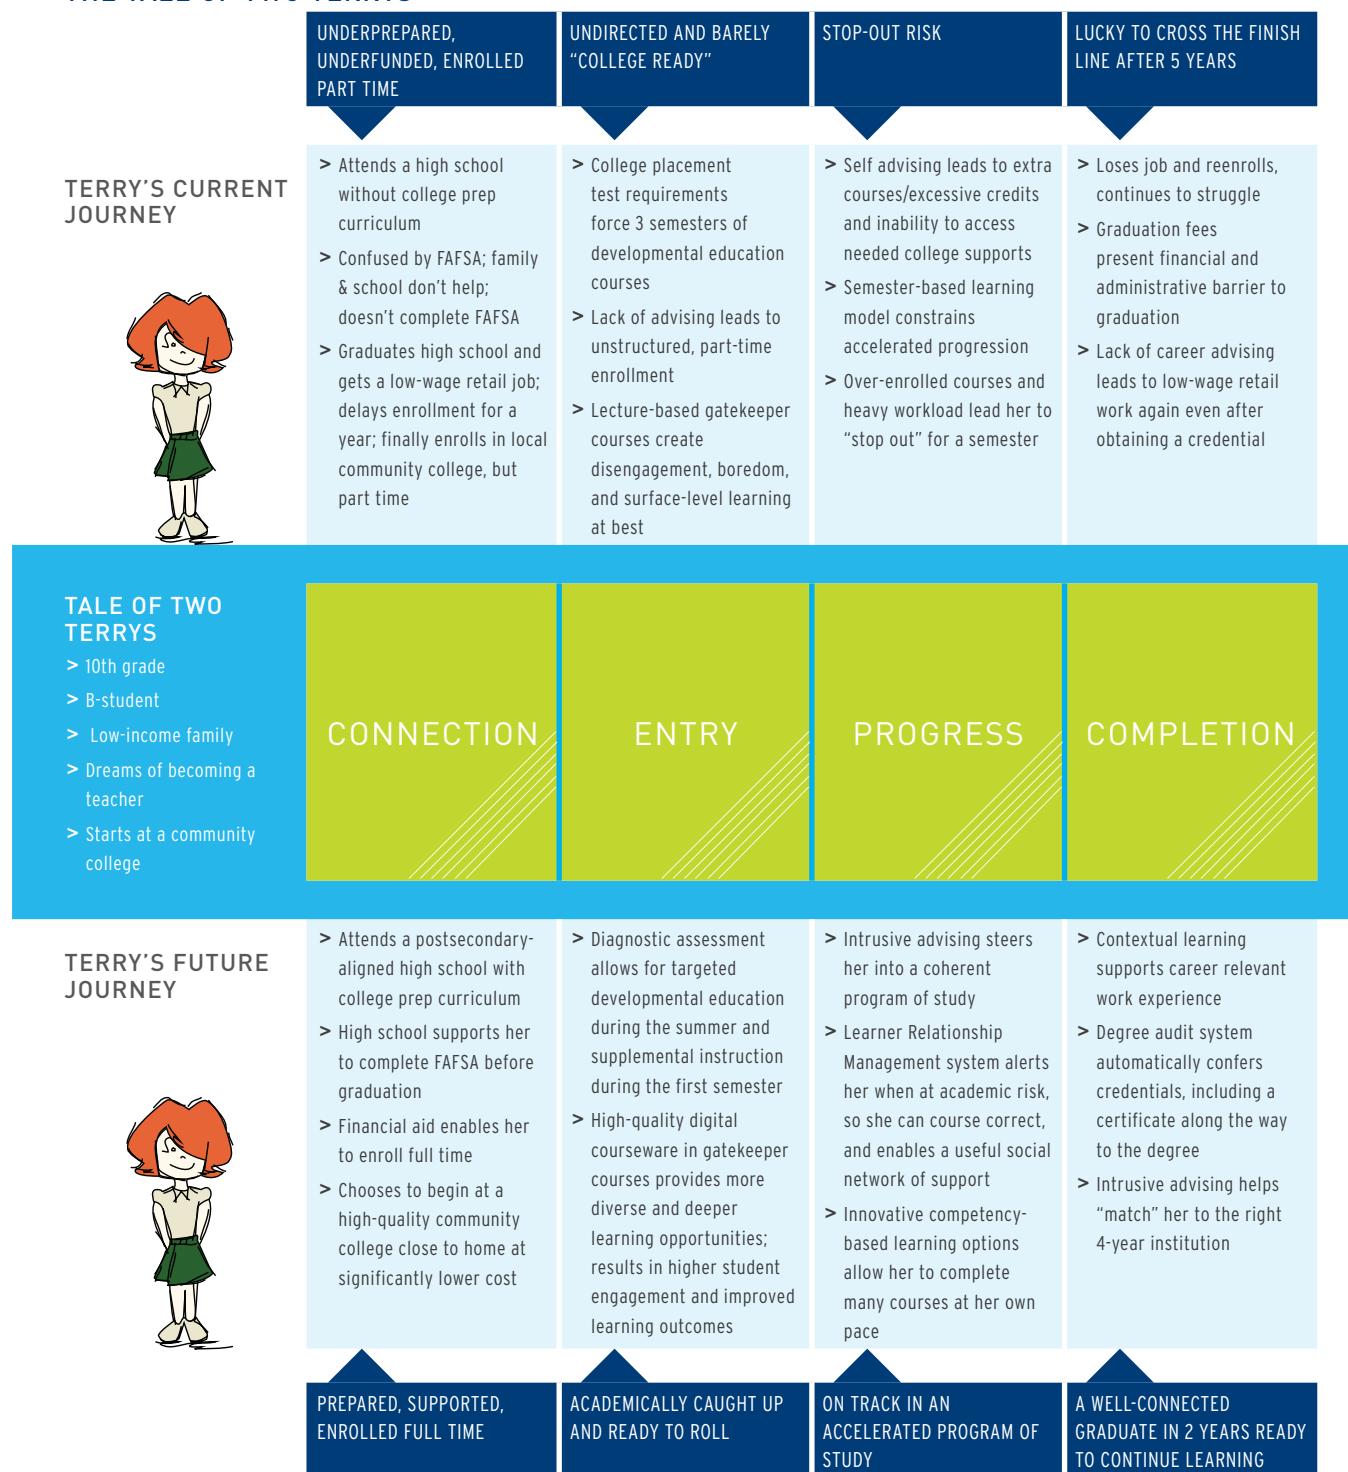 THE TALE OF TWO TERRYS
UNDERPREPARED,
UNDERFUNDED, ENROLLED
PART TIME
UNDIRECTED AND BARELY
“COLLEGE READY”
STOP-OUT RISK
LUCKY TO CROSS THE FINISH
LINE AFTER 5 YEARS
TERRY’S CURRENT
JOURNEY
> Attends a high school
without college prep
curriculum
> Confused by FAFSA; family
& school don’t help;
doesn’t complete FAFSA
> Graduates high school and
gets a low-wage retail job;
delays enrollment for a
year; finally enrolls in local
community college, but
part time
> College placement
test requirements
force 3 semesters of
developmental education
courses
> Lack of advising leads to
unstructured, part-time
enrollment
> Lecture-based gatekeeper
courses create
disengagement, boredom,
and surface-level learning
at best
> Self advising leads to extra
courses/excessive credits
and inability to access
needed college supports
> Semester-based learning
model constrains
accelerated progression
> Over-enrolled courses and
heavy workload lead her to
“stop out” for a semester
> Loses job and reenrolls,
continues to struggle
> Graduation fees
present financial and
administrative barrier to
graduation
> Lack of career advising
leads to low-wage retail
work again even after
obtaining a credential
TALE OF TWO
TERRYS
> 10th grade
> B-student
> Low-income family
> Dreams of becoming a
teacher
> Starts at a community
college
CONNECTION
ENTRY
PROGRESS
COMPLETION
TERRY’S FUTURE
JOURNEY
> Attends a postsecondary-
aligned high school with
college prep curriculum
> High school supports her
to complete FAFSA before
graduation
> Financial aid enables her
to enroll full time
> Chooses to begin at a
high-quality community
college close to home at
significantly lower cost
> Diagnostic assessment
allows for targeted
developmental education
during the summer and
supplemental instruction
during the first semester
> High-quality digital
courseware in gatekeeper
courses provides more
diverse and deeper
learning opportunities;
results in higher student
engagement and improved
learning outcomes
> Intrusive advising steers
her into a coherent
program of study
> Learner Relationship
Management system alerts
her when at academic risk,
so she can course correct,
and enables a useful social
network of support
> Innovative competency-
based learning options
allow her to complete
many courses at her own
pace
> Contextual learning
supports career relevant
work experience
> Degree audit system
automatically confers
credentials, including a
certificate along the way
to the degree
> Intrusive advising helps
“match” her to the right
4-year institution
PREPARED, SUPPORTED,
ENROLLED FULL TIME
ACADEMICALLY CAUGHT UP
AND READY TO ROLL
ON TRACK IN AN
ACCELERATED PROGRAM OF
STUDY
A WELL-CONNECTED
GRADUATE IN 2 YEARS READY
TO CONTINUE LEARNING